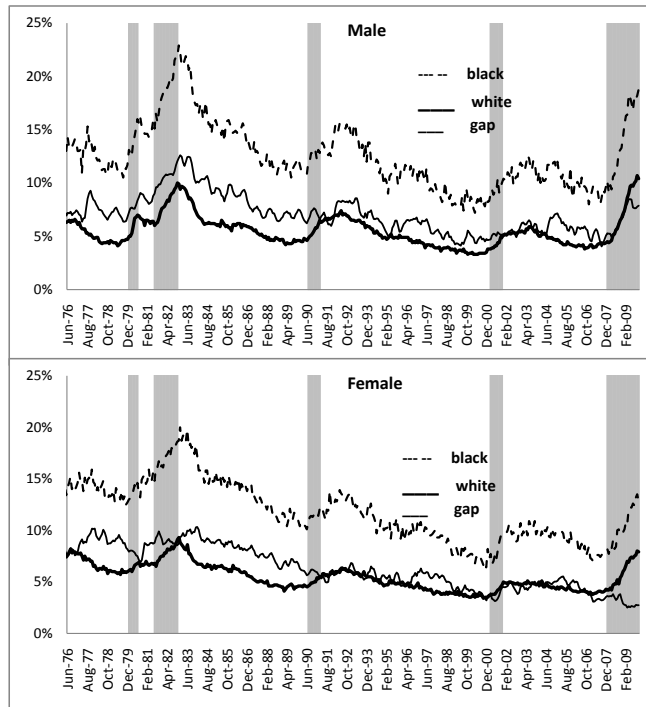 Male
25%
20%
15%
10%
5%
0%
black
white
gap
Jun-76 Aug-77 Oct-78 Dec-79 Feb-81 Apr-82 Jun-83 Aug-84 Oct-85 Dec-86 Feb-88 Apr-89 Jun-90 Aug-91 Oct-92 Dec-93 Feb-95 Apr-96 Jun-97 Aug-98 Oct-99 Dec-00 Feb-02 Apr-03 Jun-04 Aug-05 Oct-06 Dec-07 Feb-09
Female
25%
20%
15%
10%
5%
0%
black
white
gap
Jun-76 Aug-77 Oct-78 Dec-79 Feb-81 Apr-82 Jun-83 Aug-84 Oct-85 Dec-86 Feb-88 Apr-89 Jun-90 Aug-91 Oct-92 Dec-93 Feb-95 Apr-96 Jun-97 Aug-98 Oct-99 Dec-00 Feb-02 Apr-03 Jun-04 Aug-05 Oct-06 Dec-07 Feb-09